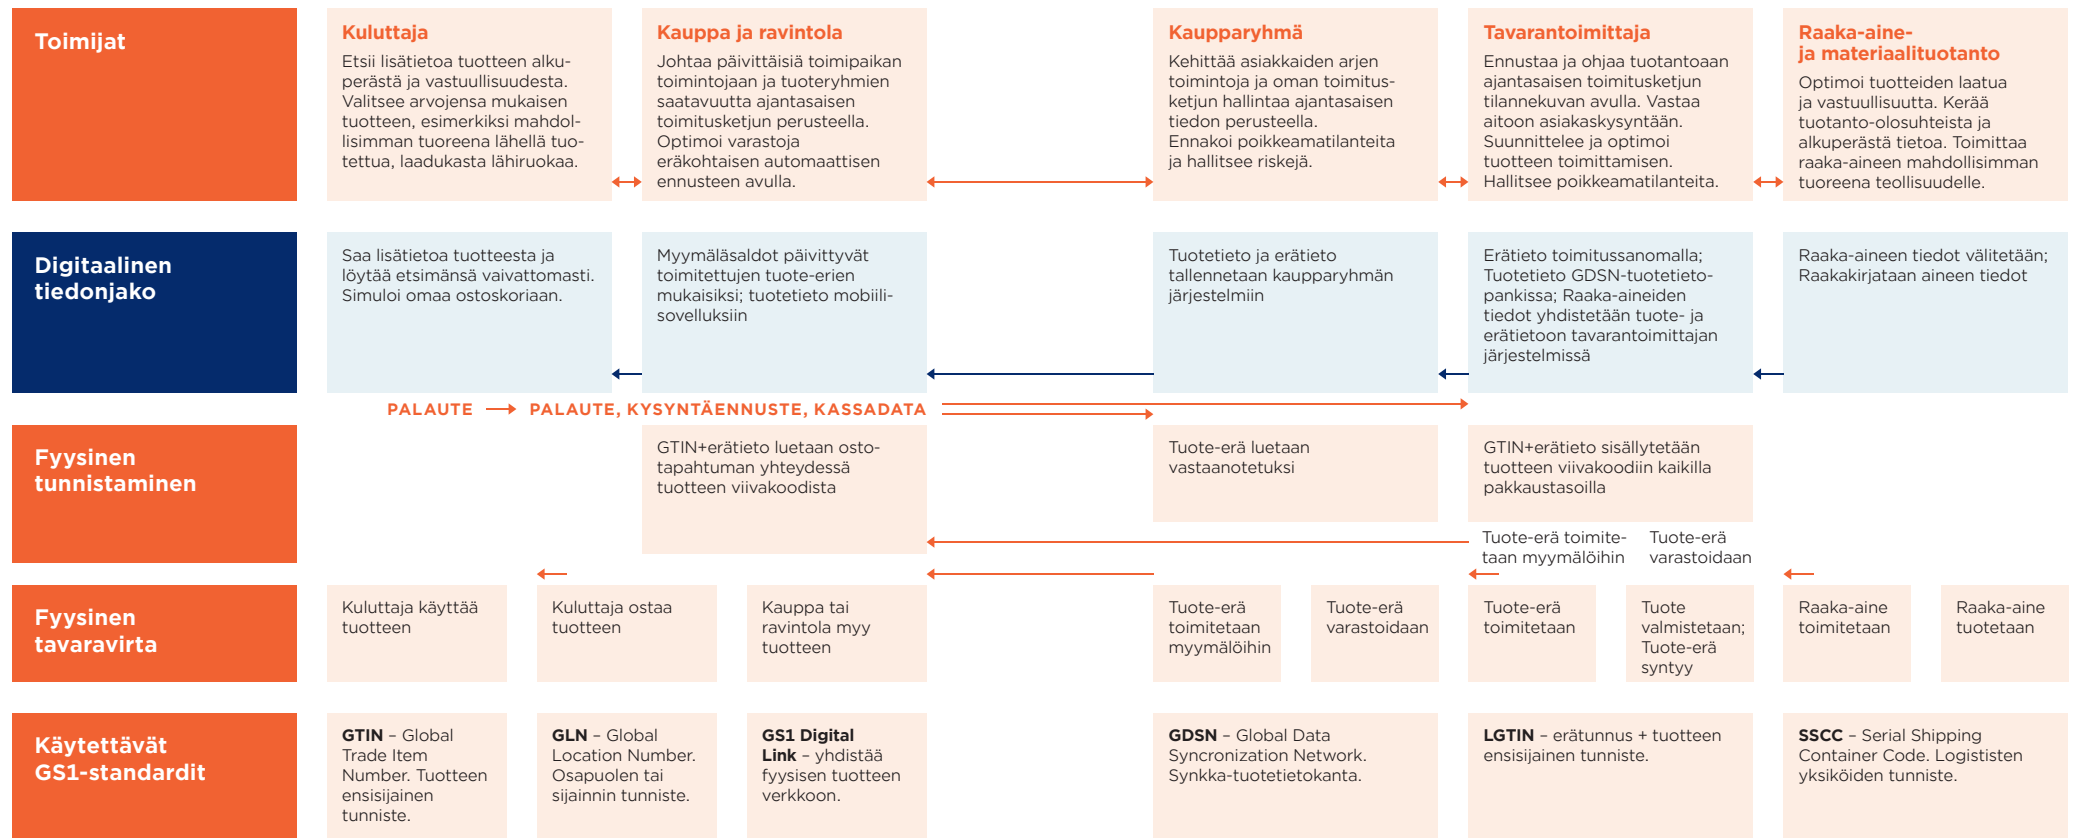 Toimijat
Kuluttaja
Etsii lisätietoa tuotteen alku-
perästä ja vastuullisuudesta.
Valitsee arvojensa mukaisen
tuotteen, esimerkiksi mahdol-
lisimman tuoreena lähellä tuo-
tettua, laadukasta lähiruokaa.
Kauppa ja ravintola
Johtaa päivittäisiä toimipaikan
toimintojaan ja tuoteryhmien
saatavuutta ajantasaisen
toimitusketjun perusteella.
Optimoi varastoja
eräkohtaisen automaattisen
ennusteen avulla.
Kaupparyhmä
Kehittää asiakkaiden arjen
toimintoja ja oman toimitus-
ketjun hallintaa ajantasaisen
tiedon perusteella.
Ennakoi poikkeamatilanteita
ja hallitsee riskejä.
Tavarantoimittaja
Ennustaa ja ohjaa tuotantoaan
ajantasaisen toimitusketjun
tilannekuvan avulla. Vastaa
aitoon asiakaskysyntään.
Suunnittelee ja optimoi
tuotteen toimittamisen.
Hallitsee poikkeamatilanteita.
Raaka-aine-
ja materiaalituotanto
Optimoi tuotteiden laatua
ja vastuullisuutta. Kerää
tuotanto-olosuhteista ja
alkuperästä tietoa. Toimittaa
raaka-aineen mahdollisimman
tuoreena teollisuudelle.
Digitaalinen
tiedonjako
Saa lisätietoa tuotteesta ja
löytää etsimänsä vaivattomasti.
Simuloi omaa ostoskoriaan.
Myymäläsaldot päivittyvät
toimitettujen tuote-erien
mukaisiksi; tuotetieto mobiili-
sovelluksiin
Tuotetieto ja erätieto
tallennetaan kaupparyhmän
järjestelmiin
Erätieto toimitussanomalla;
Tuotetieto GDSN-tuotetieto-
pankissa; Raaka-aineiden
tiedot yhdistetään tuote- ja
erätietoon tavarantoimittajan
järjestelmissä
Raaka-aineen tiedot välitetään;
Raakakirjataan aineen tiedot
PALAUTE
PALAUTE, KYSYNTÄENNUSTE, KASSADATA
Fyysinen
tunnistaminen
GTIN+erätieto luetaan osto-
tapahtuman yhteydessä
tuotteen viivakoodista
Tuote-erä luetaan
vastaanotetuksi
GTIN+erätieto sisällytetään
tuotteen viivakoodiin kaikilla
pakkaustasoilla
Tuote-erä toimite-
taan myymälöihin
Tuote-erä
varastoidaan
Fyysinen
tavaravirta
Kuluttaja käyttää
tuotteen
Kuluttaja ostaa
tuotteen
Kauppa tai
ravintola myy
tuotteen
Tuote-erä
toimitetaan
myymälöihin
Tuote-erä
varastoidaan
Tuote-erä
toimitetaan
Tuote
valmistetaan;
Tuote-erä
syntyy
Raaka-aine
toimitetaan
Raaka-aine
tuotetaan
Käytettävät
GS1-standardit
GTIN – Global
Trade Item
Number. Tuotteen
ensisijainen
tunniste.
GLN – Global
Location Number.
Osapuolen tai
sijainnin tunniste.
GS1 Digital
Link – yhdistää
fyysisen tuotteen
verkkoon.
GDSN – Global Data
Syncronization Network.
Synkka-tuotetietokanta.
LGTIN – erätunnus + tuotteen
ensisijainen tunniste.
SSCC – Serial Shipping
Container Code. Logististen
yksiköiden tunniste.